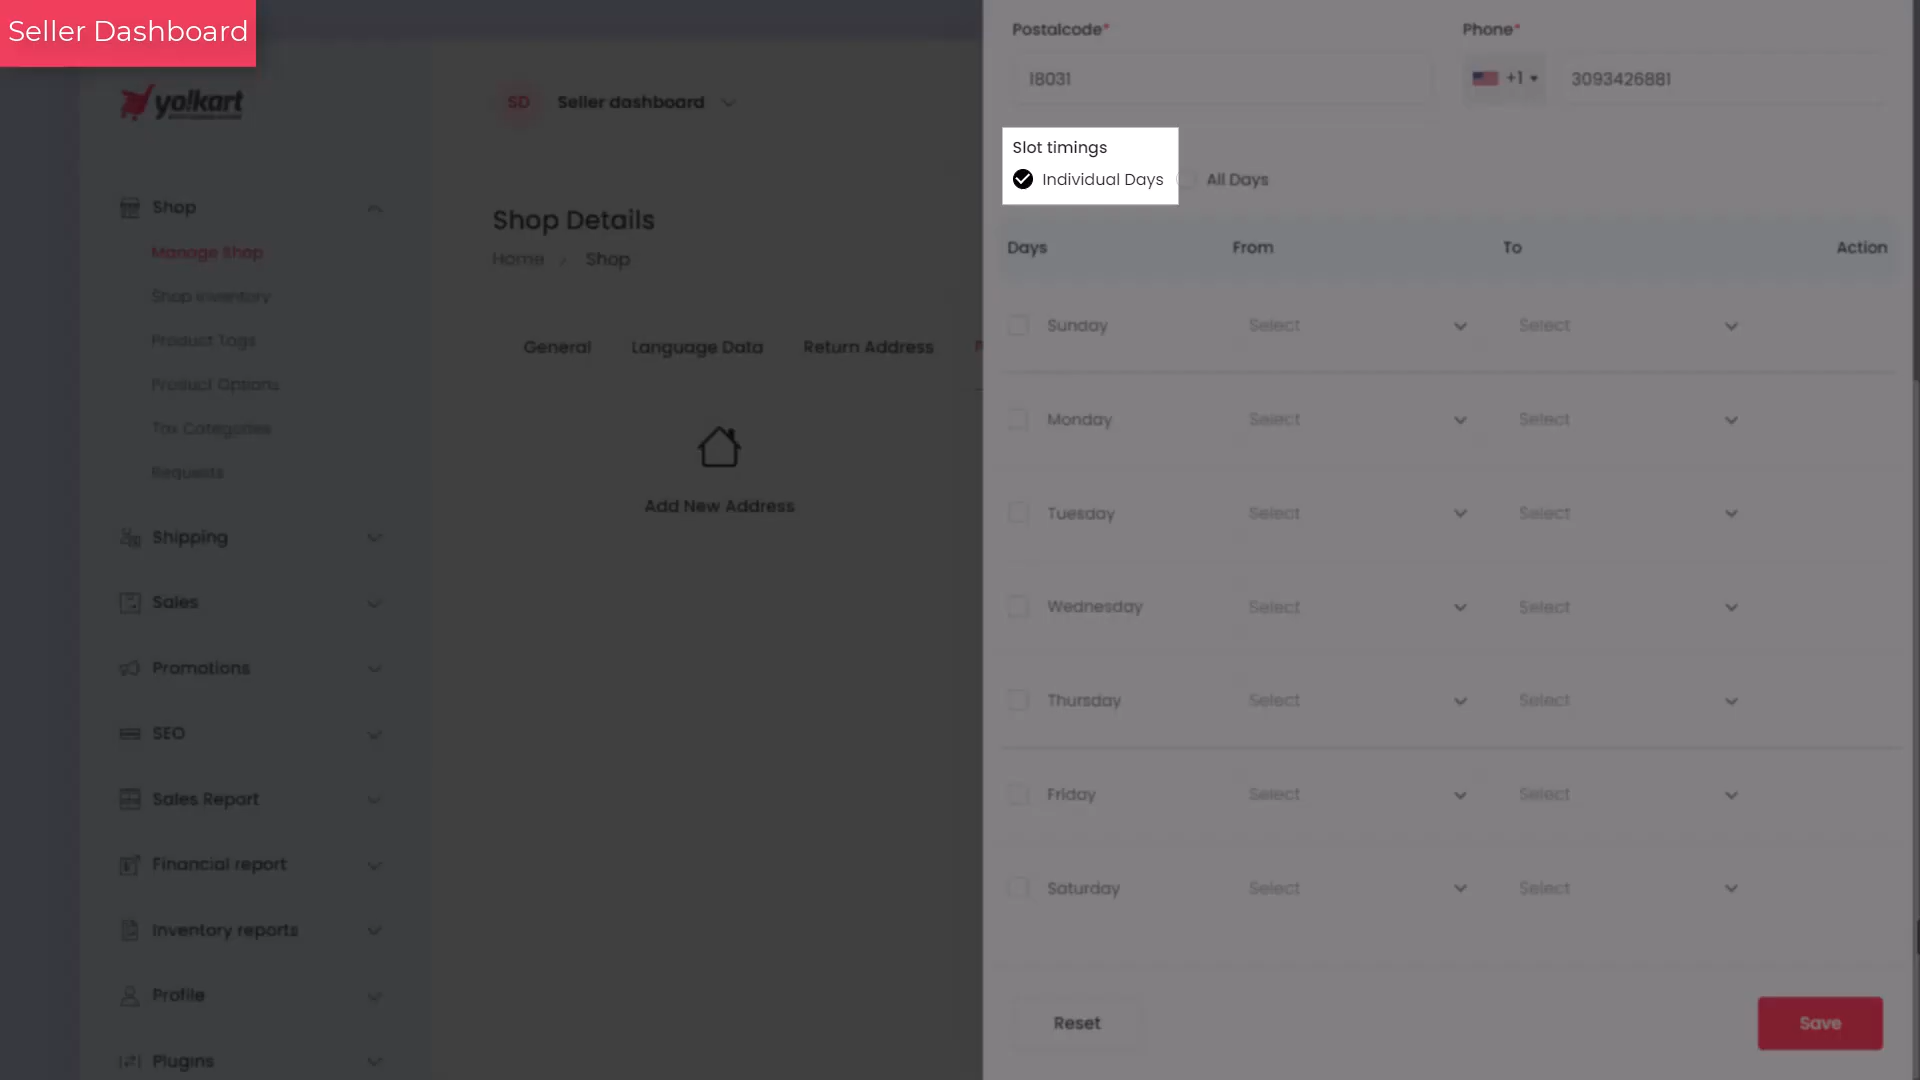 Seller Dashboard
yo!kart
SD Seller dashboard
Shop
Manage Shop
Shop Inventory
Product Tags
Product Options
Tax Categories
Requests
Shipping
Sales
Promotions
SEO
Sales Report
Financial report
Inventory reports
Profile
Plugins
Shop Details
Home Shop
General Language Data Return Address
Add New Address
Postalcode* Phone*
18031 +1 3093426881
Slot timings
Individual Days All Days
Days From To Action
Sunday Select Select
Monday Select Select
Tuesday Select Select
Wednesday Select Select
Thursday Select Select
Friday Select Select
Saturday Select Select
Reset Save